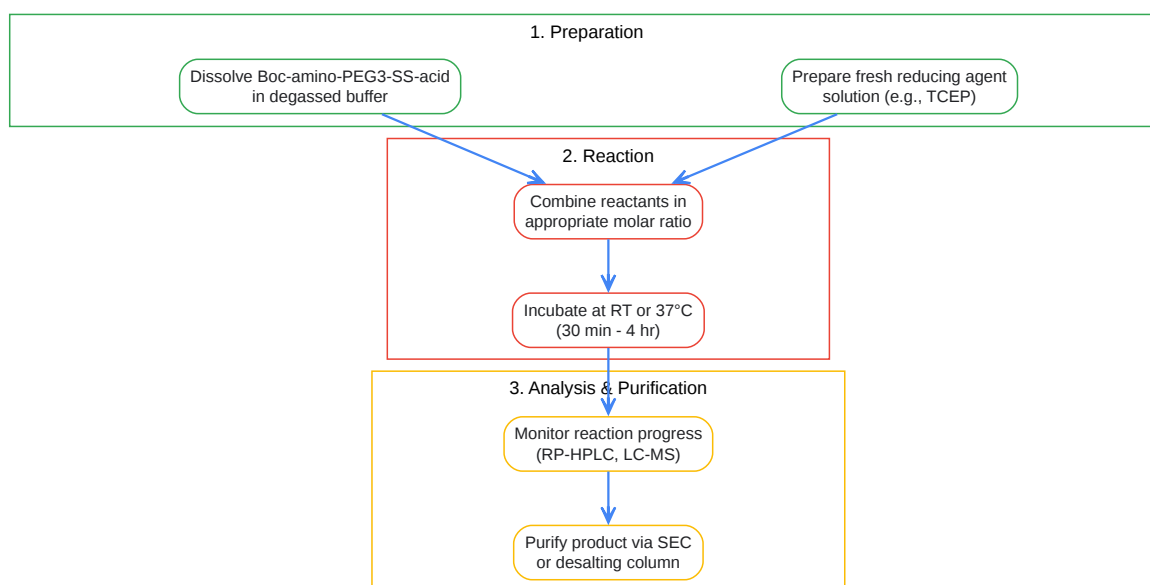 1. Preparation
Dissolve Boc-amino-PEG3-SS-acid
in degassed buffer
Prepare fresh reducing agent
solution (e.g., TCEP)
2. Reaction
Combine reactants in
appropriate molar ratio
Incubate at RT or 37°C
(30 min - 4 hr)
3. Analysis & Purification
Monitor reaction progress
(RP-HPLC, LC-MS)
Purify product via SEC
or desalting column